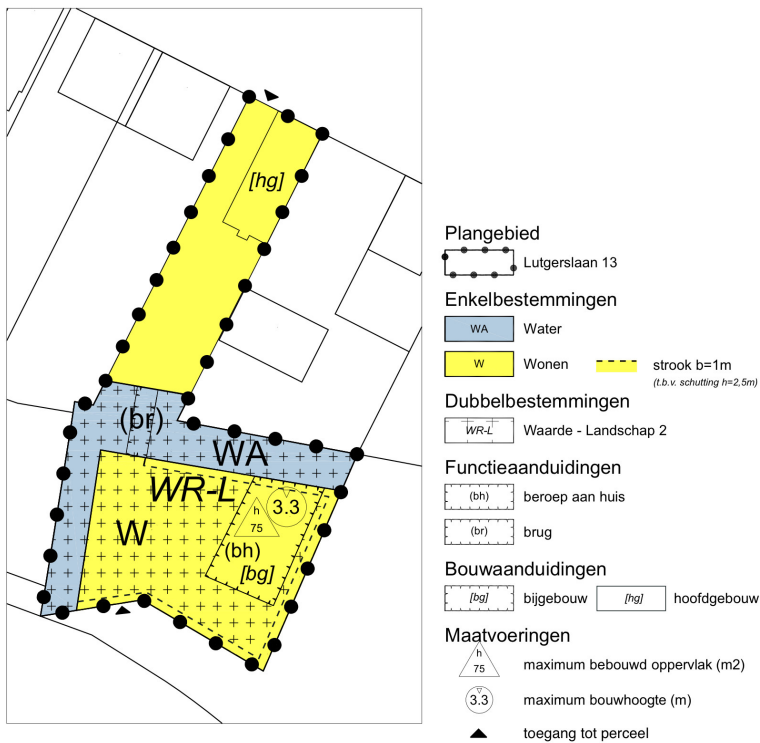 [hg]
(br)
WA
WR-L
W
h
75
3.3
(bh)
[bg]
Plangebied
Lutgerslaan 13
Enkelbestemmingen
WA Water
W Wonen strook b=1m
(t.b.v. schutting h=2,5m)
Dubbelbestemmingen
WR-L Waarde - Landschap 2
Functieaanduidingen
(bh) beroep aan huis
(br) brug
Bouwaanduidingen
[bg] bijgebouw [hg] hoofdgebouw
Maatvoeringen
h
75 maximum bebouwd oppervlak (m2)
3.3 maximum bouwhoogte (m)
toegang tot perceel